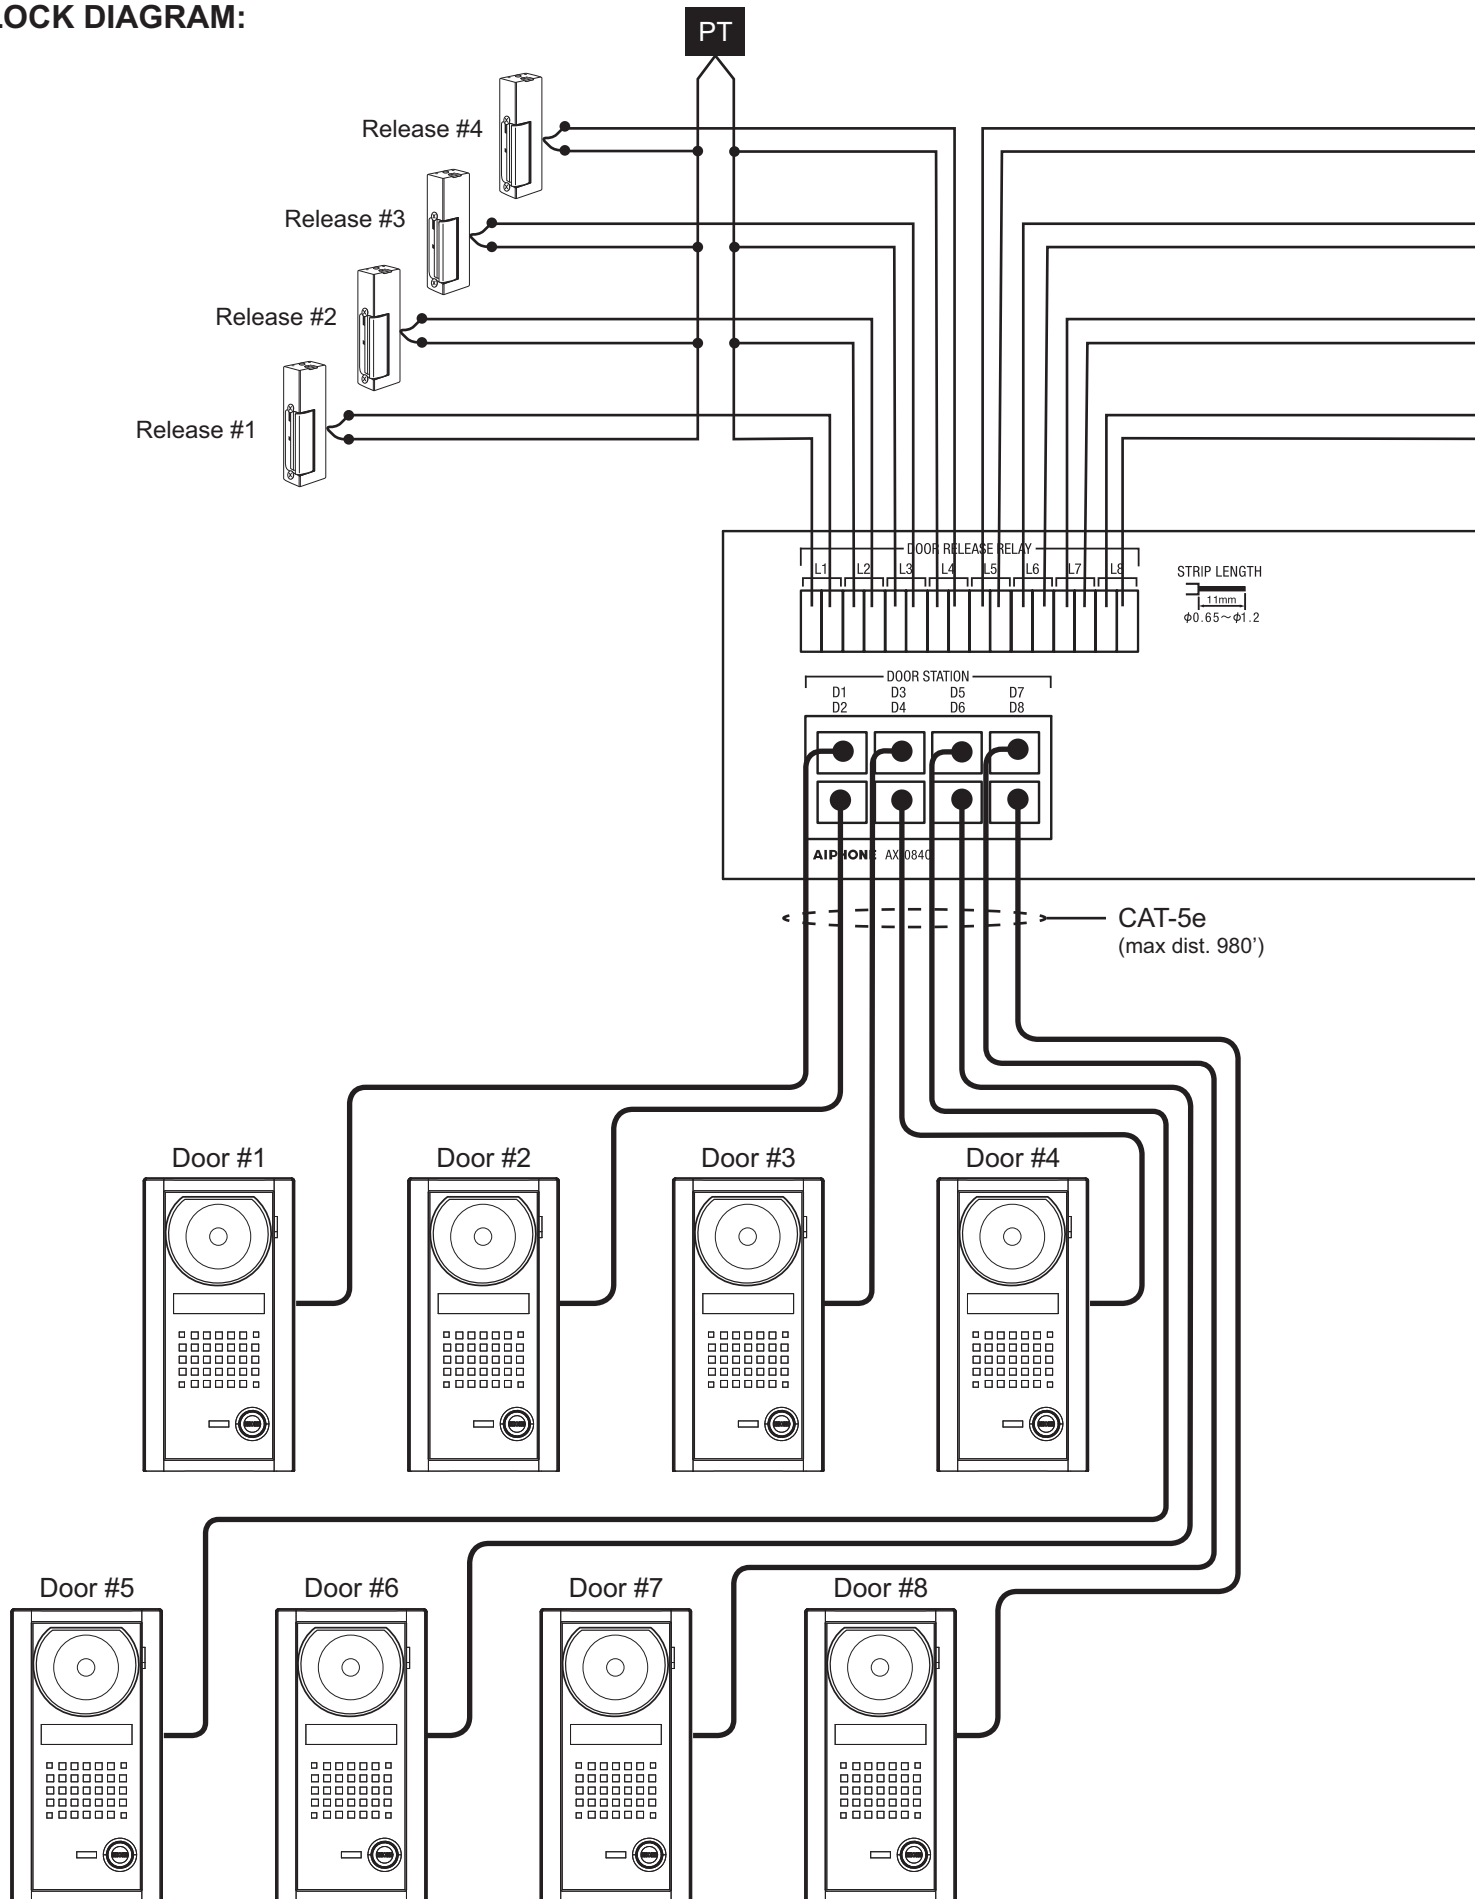 LOCK DIAGRAM:
PT
Release #4
Release #3
Release #2
Release #1
DOOR RELEASE RELAY
L1 L2 L3 L4 L5 L6 L7 L8
STRIP LENGTH
11mm
φ0.65~φ1.2
DOOR STATION
D1 D3 D5 D7
D2 D4 D6 D8
AIPHONE AX-084C
CAT-5e
(max dist. 980')
Door #1 Door #2 Door #3 Door #4
Door #5 Door #6 Door #7 Door #8